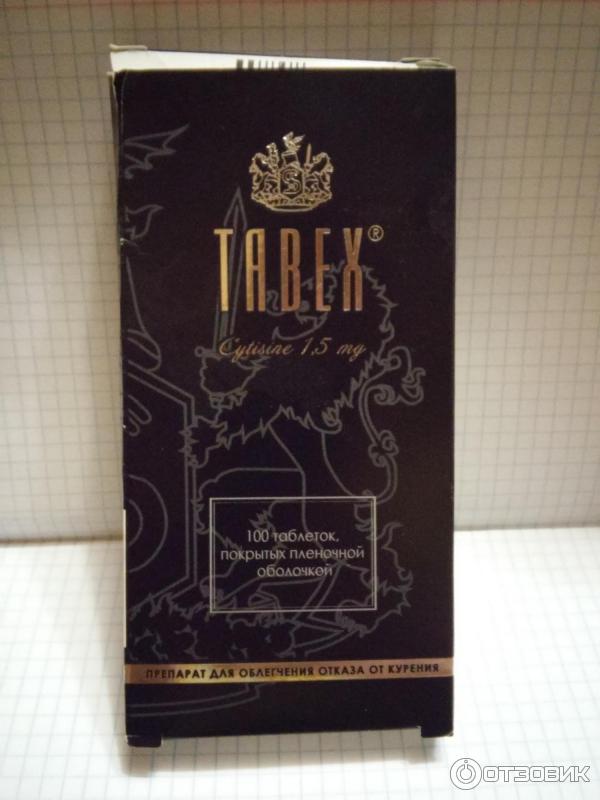 TABEX®
Cytisine 1,5 mg
100 таблеток,
покрытых пленочной
оболочкой
ПРЕПАРАТ ДЛЯ ОБЛЕГЧЕНИЯ ОТКАЗА ОТ КУРЕНИЯ
ОТЗОВИК